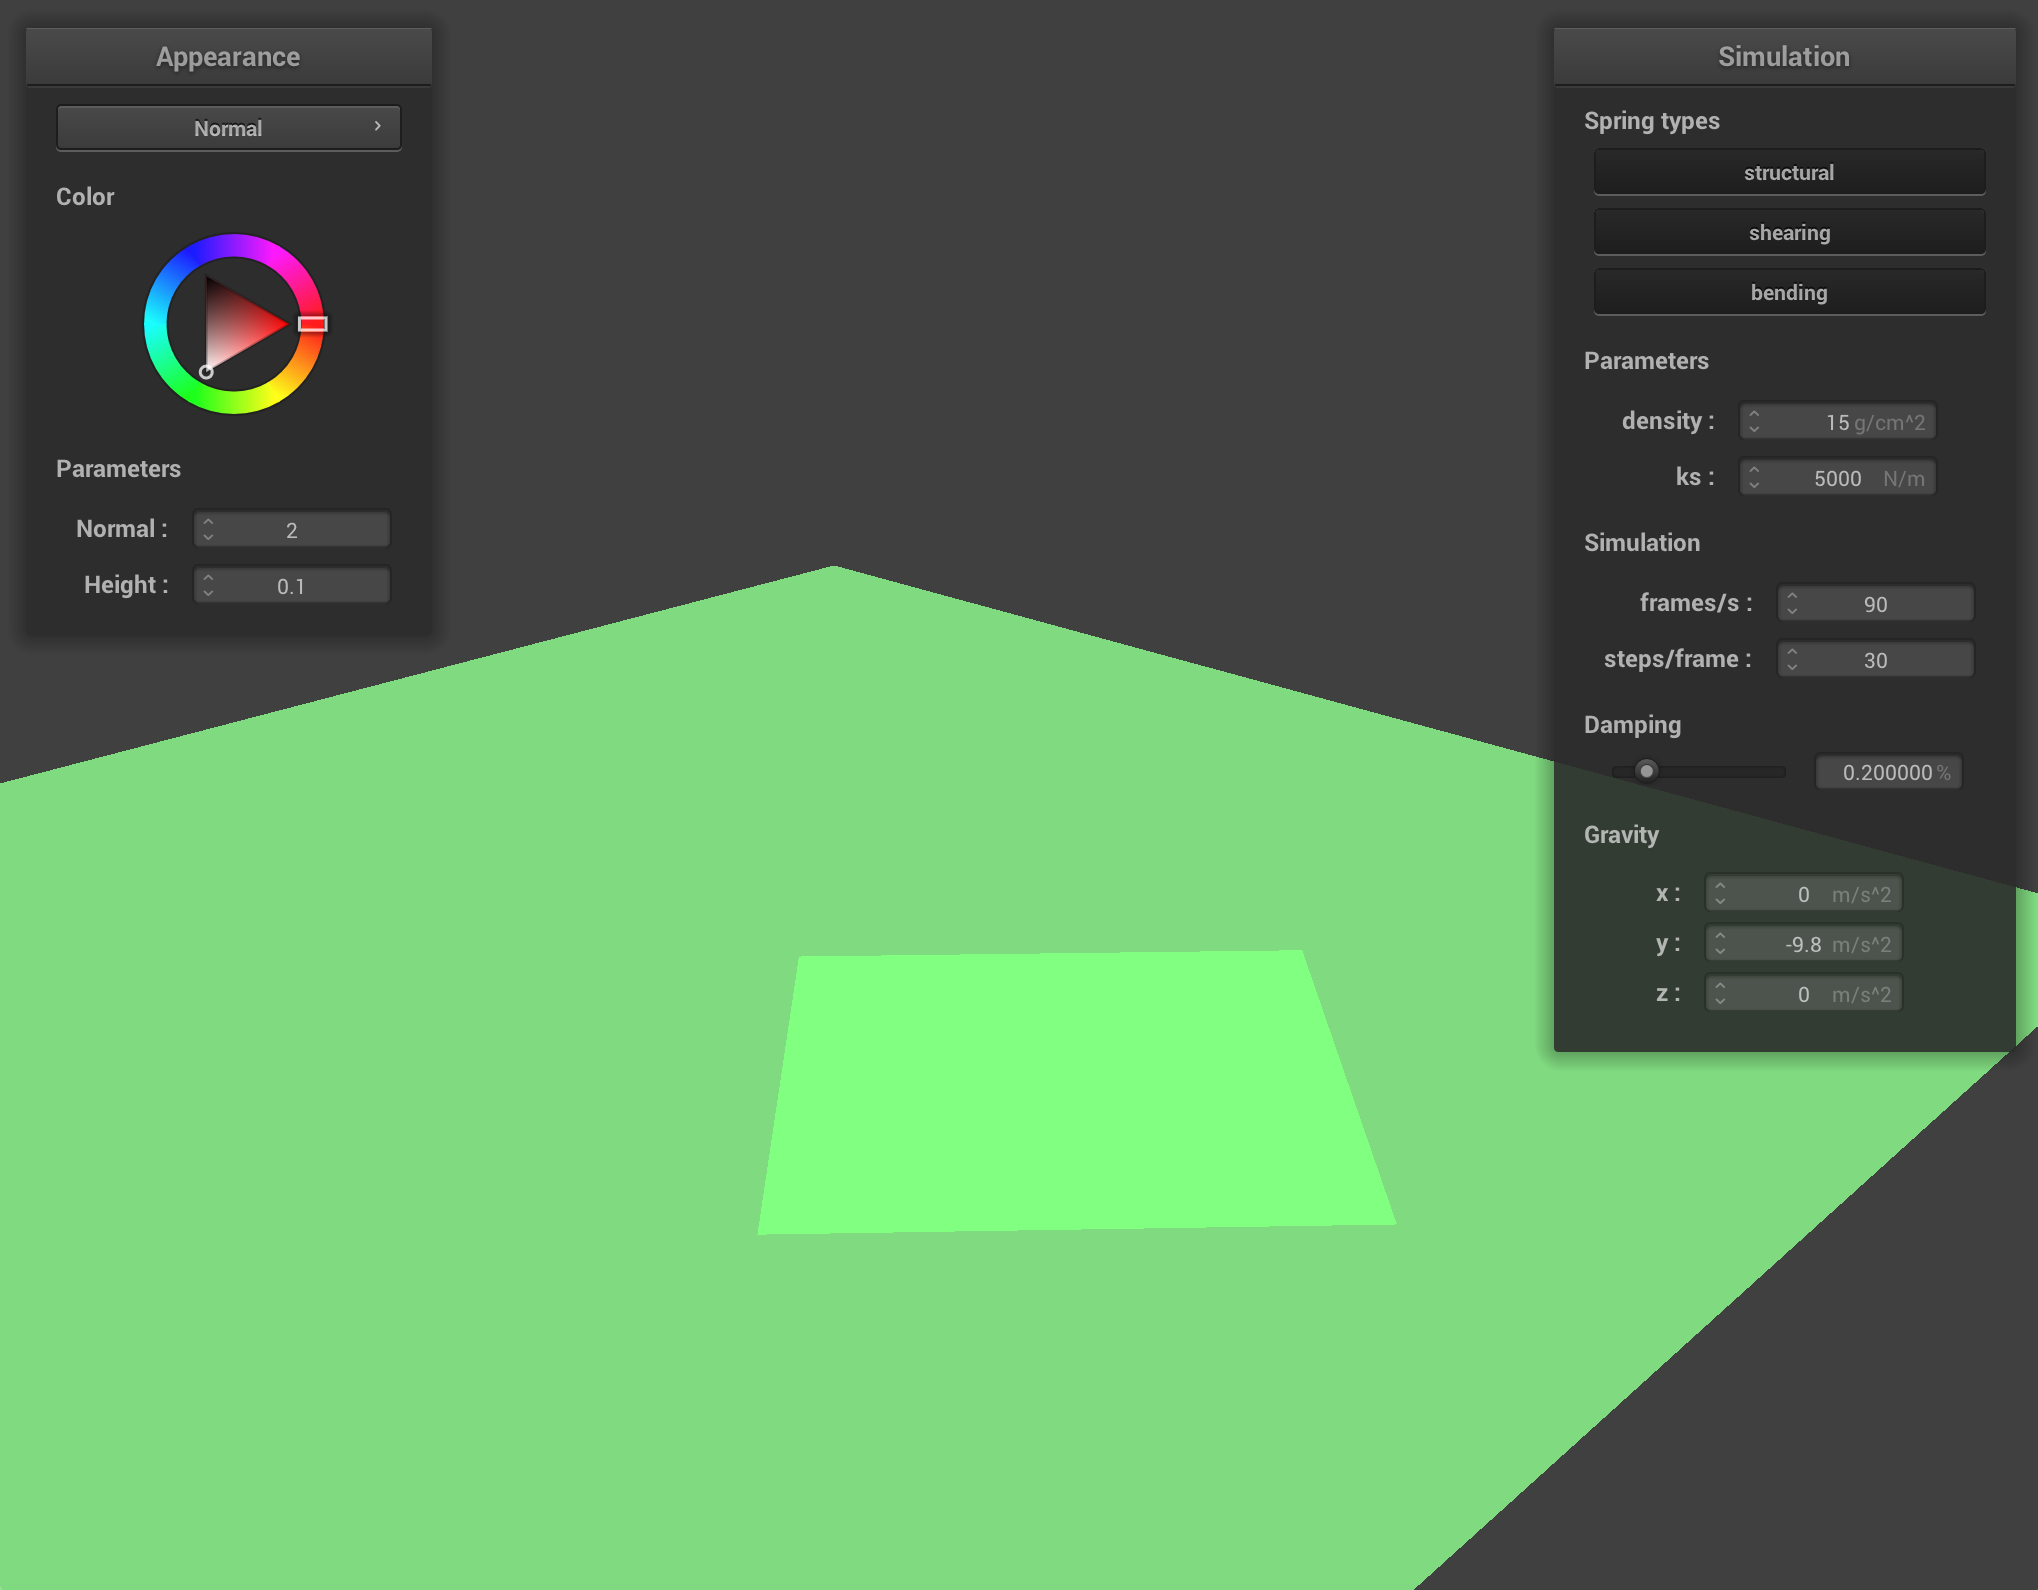 Appearance
Normal
Color
Parameters
Normal : 2
Height : 0.1
Simulation
Spring types
structural
shearing
bending
Parameters
density : 15 g/cm^2
ks : 5000 N/m
Simulation
frames/s : 90
steps/frame : 30
Damping
0.200000 %
Gravity
x : 0 m/s^2
y : -9.8 m/s^2
z : 0 m/s^2